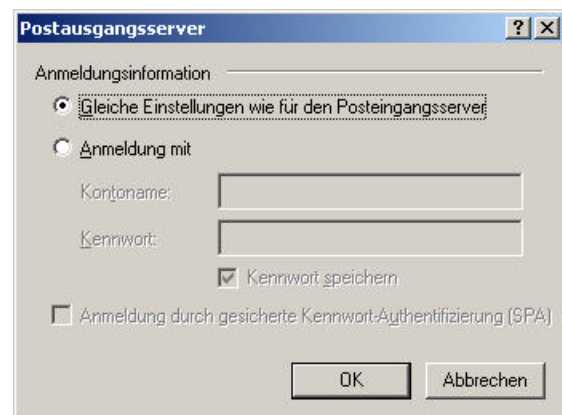 Postausgangsserver
Anmeldungsinformation
Gleiche Einstellungen wie für den Posteingangsserver
Anmeldung mit
Kontoname:
Kennwort:
Kennwort speichern
Anmeldung durch gesicherte Kennwort-Authentifizierung (SPA)
OK Abbrechen